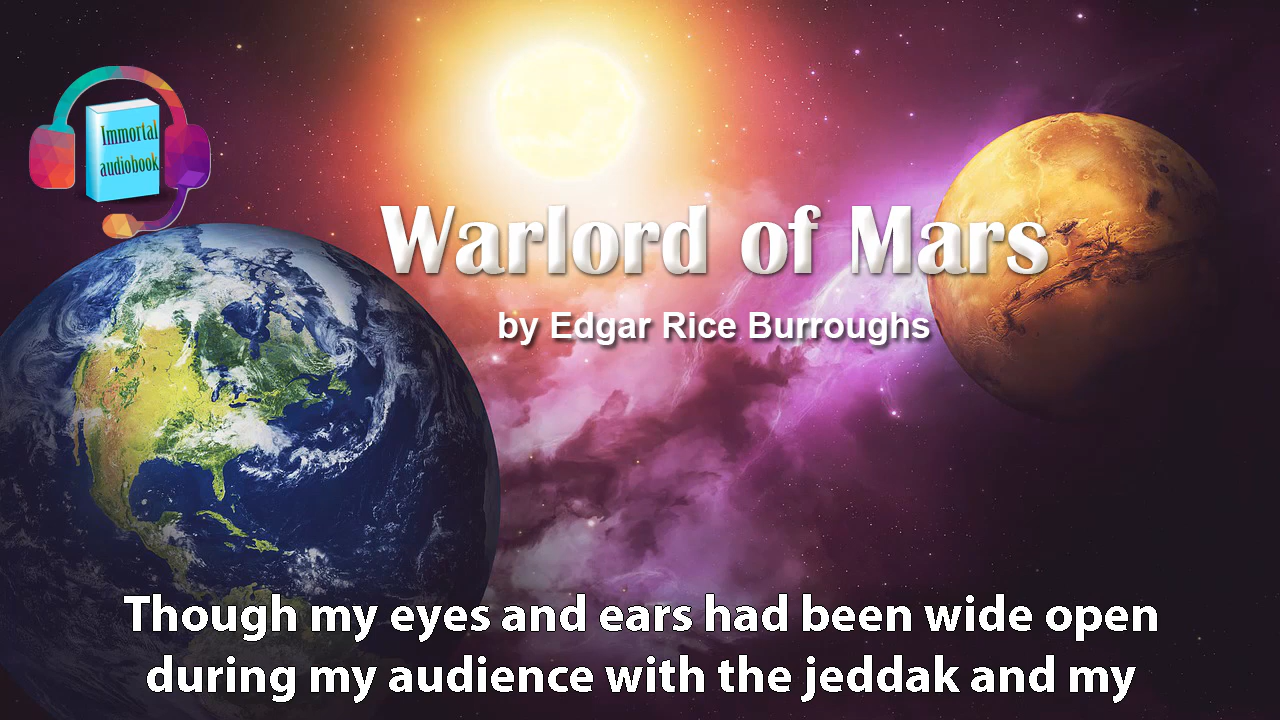 Immortal
audiobook
Warlord of Mars
by Edgar Rice Burroughs
Though my eyes and ears had been wide open
during my audience with the jeddak and my